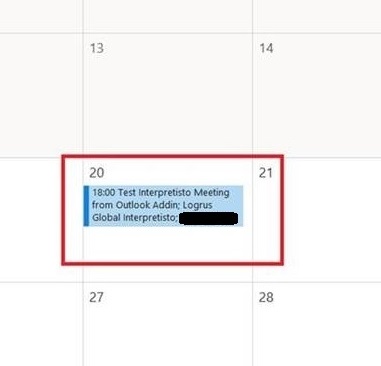 13
14
20
21
18:00 Test Interpretisto Meeting
from Outlook Addin; Logrus
Global Interpretisto;
27
28